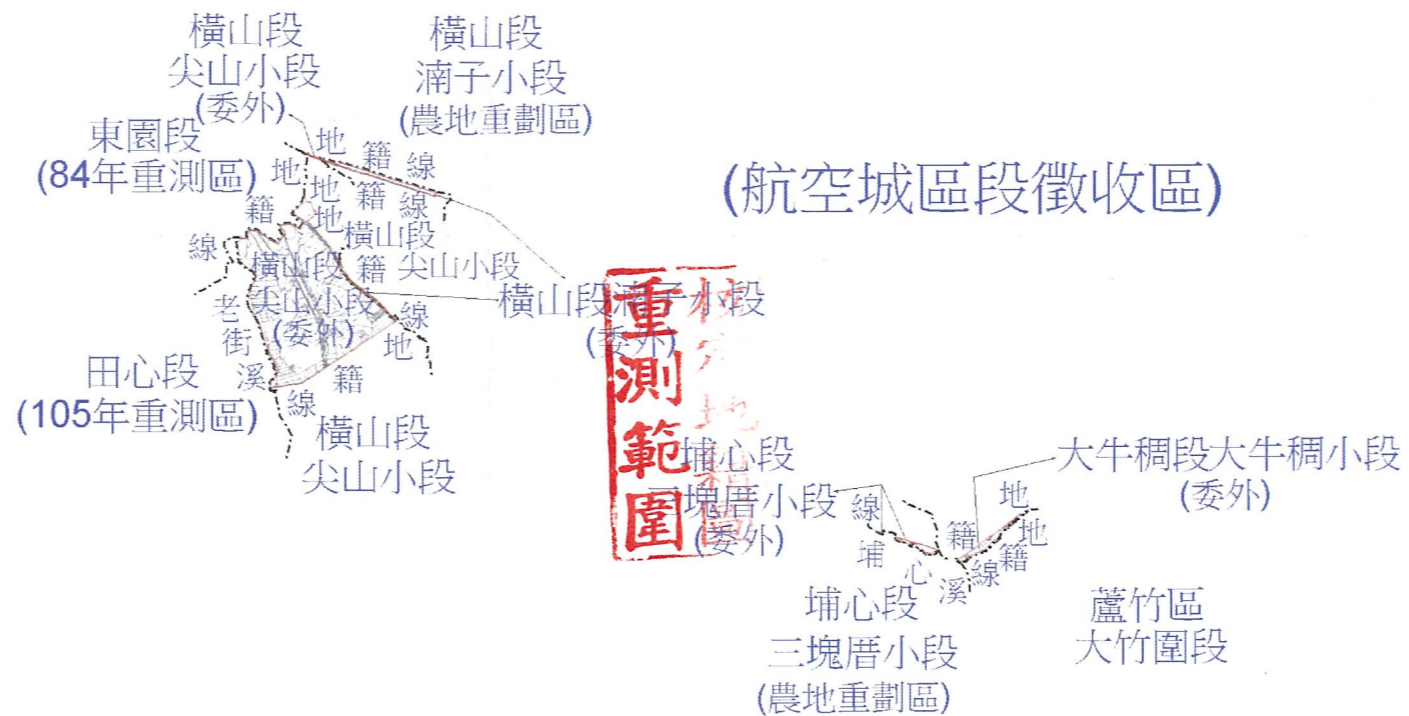 橫山段
尖山小段
(委外)
橫山段
湳子小段
(農地重劃區)
東園段
(84年重測區)
地籍線
地籍線
地籍線
(航空城區段徵收區)
橫山段
尖山小段
橫山段
尖山小段
(委外)
地籍線
橫山段湳子小段
(委外)
老街溪
田心段
(105年重測區)
地籍線
橫山段
尖山小段
重測範圍
埔心段
三塊厝小段
(委外)
大牛稠段大牛稠小段
(委外)
地籍線
地籍線
埔心溪
埔心段
三塊厝小段
(農地重劃區)
蘆竹區
大竹圍段